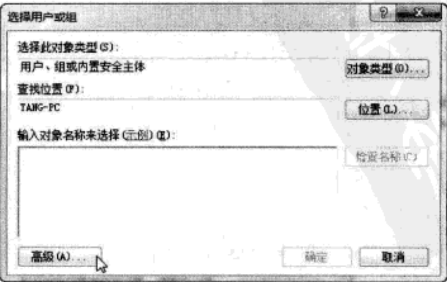 选择用户或组
选择此对象类型(S):
用户、组或内置安全主体
对象类型(O)...
查找位置(F):
TANG-PC
位置(L)...
输入对象名称来选择(示例)(E):
检查名称(C)
高级(A)...
确定
取消